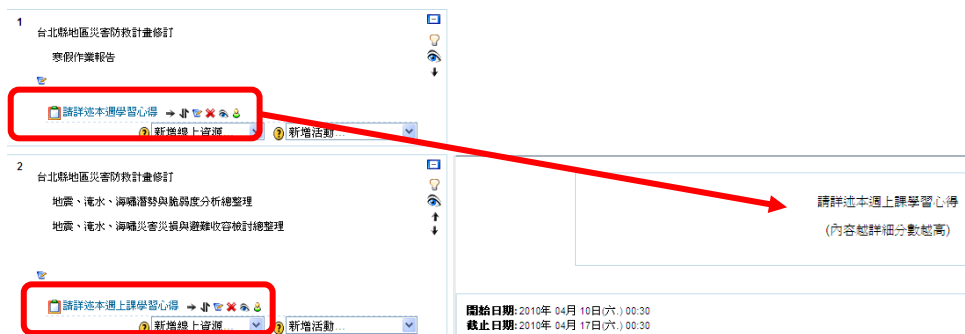 1
台北縣地區災害防救計畫修訂
寒假作業報告
請詳述本週學習心得
新增線上資源...
新增活動...
2
台北縣地區災害防救計畫修訂
地震、淹水、海嘯潛勢與脆弱度分析總整理
地震、淹水、海嘯災害災損與避難收容檢討總整理
請詳述本週上課學習心得
新增線上資源...
新增活動...
請詳述本週上課學習心得
(內容越詳細分數越高)
開始日期: 2010年 04月 10日(六.) 00:30
截止日期: 2010年 04月 17日(六.) 00:30